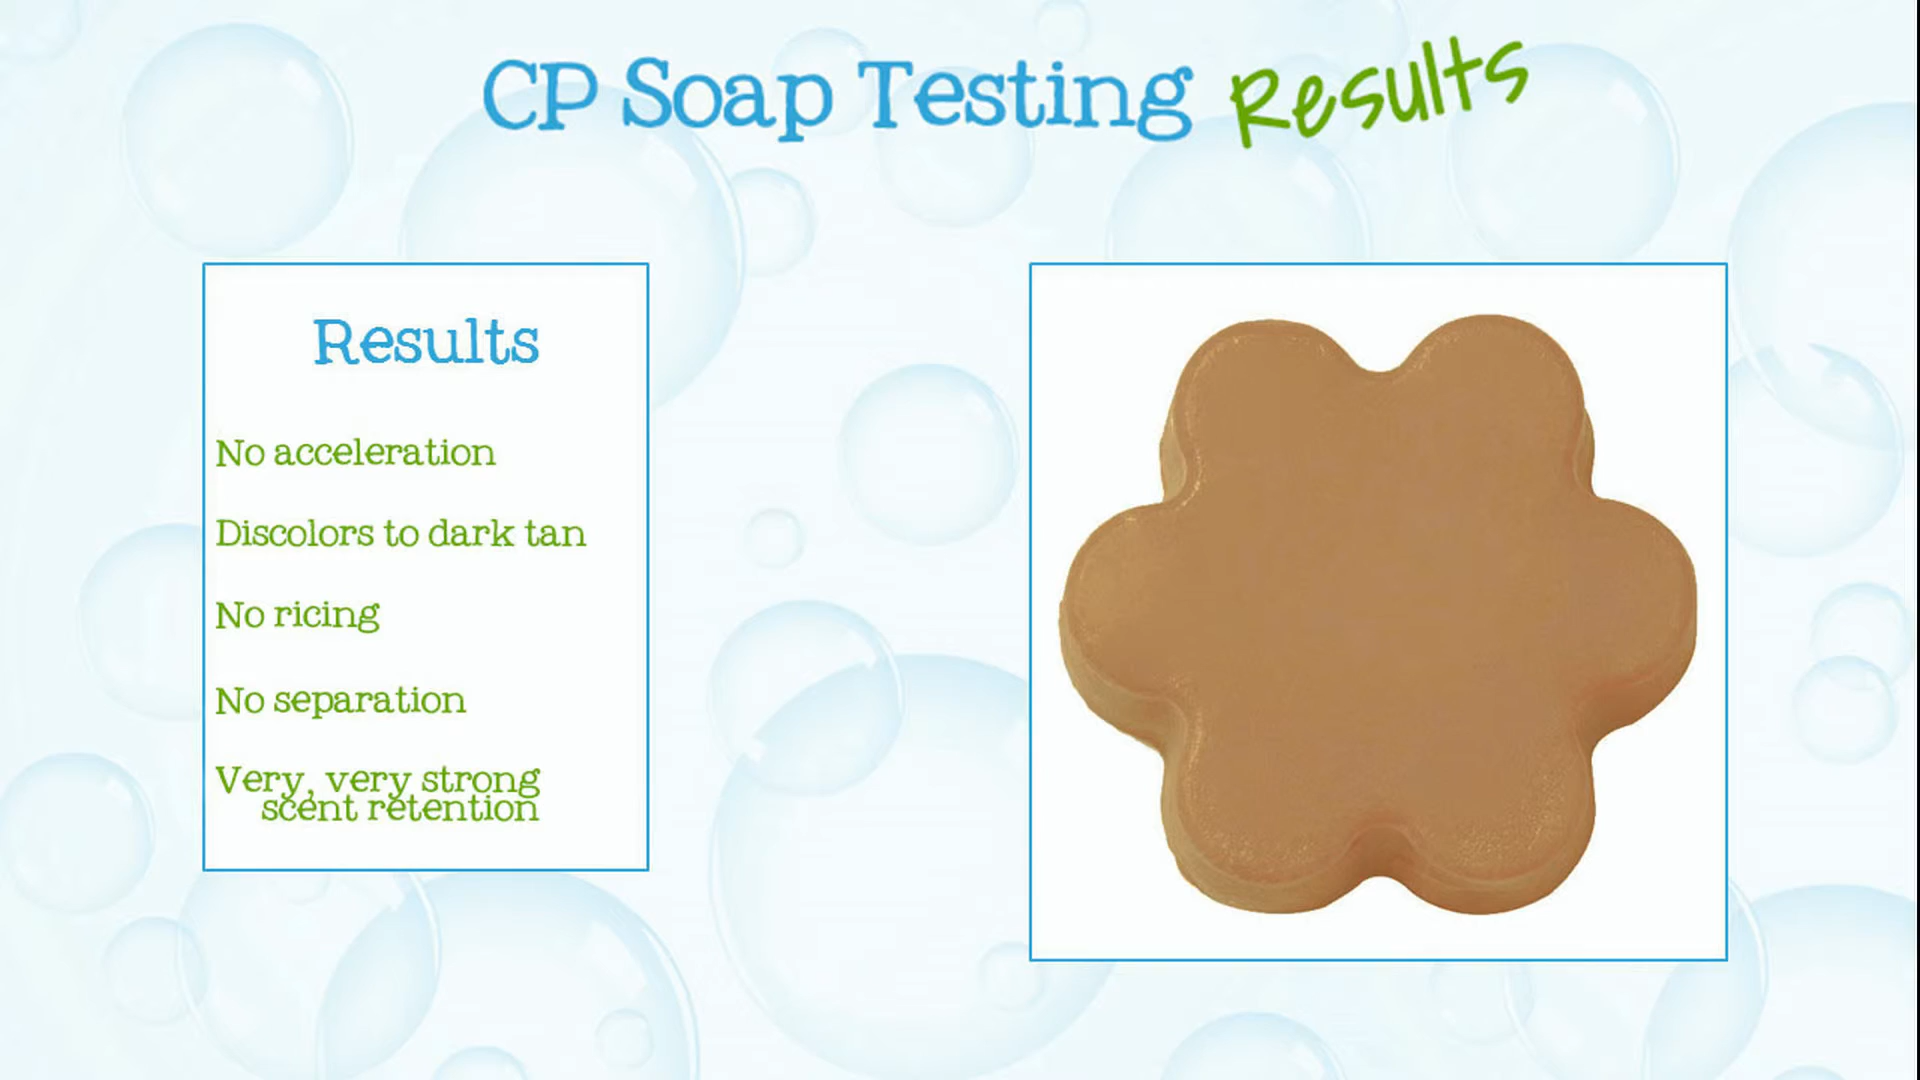 CP Soap Testing Results
Results
No acceleration
Discolors to dark tan
No ricing
No separation
Very, very strong
scent retention